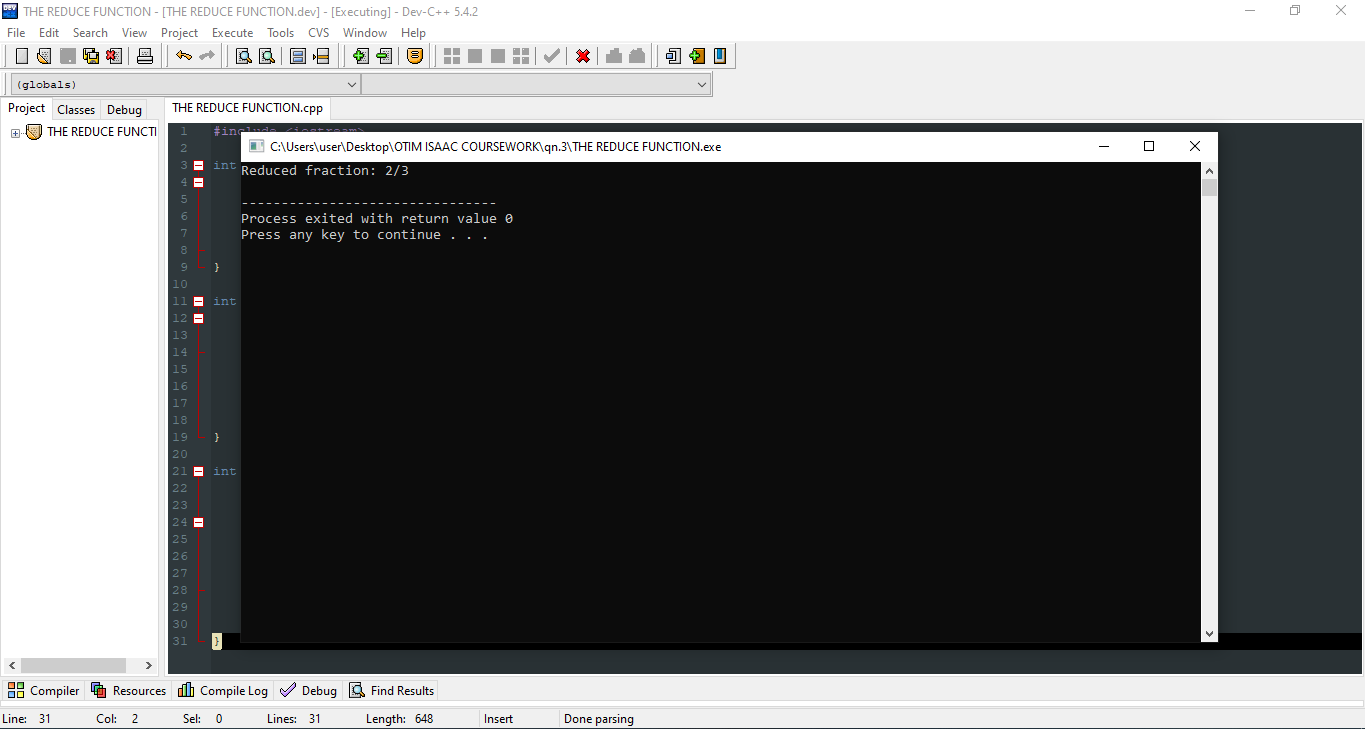 THE REDUCE FUNCTION - [THE REDUCE FUNCTION.dev] - [Executing] - Dev-C++ 5.4.2
File Edit Search View Project Execute Tools CVS Window Help
(globals)
Project Classes Debug THE REDUCE FUNCTION.cpp
THE REDUCE FUNCTI
1 #include <iostream>
C:\Users\user\Desktop\OTIM ISAAC COURSEWORK\qn.3\THE REDUCE FUNCTION.exe
2
3 int
Reduced fraction: 2/3
4
5
--------------------------------
6
Process exited with return value 0
7
Press any key to continue . . .
8
9 }
10
11 int
12
13
14
15
16
17
18
19 }
20
21 int
22
23
24
25
26
27
28
29
30
31 }
Compiler Resources Compile Log Debug Find Results
Line: 31 Col: 2 Sel: 0 Lines: 31 Length: 648 Insert Done parsing